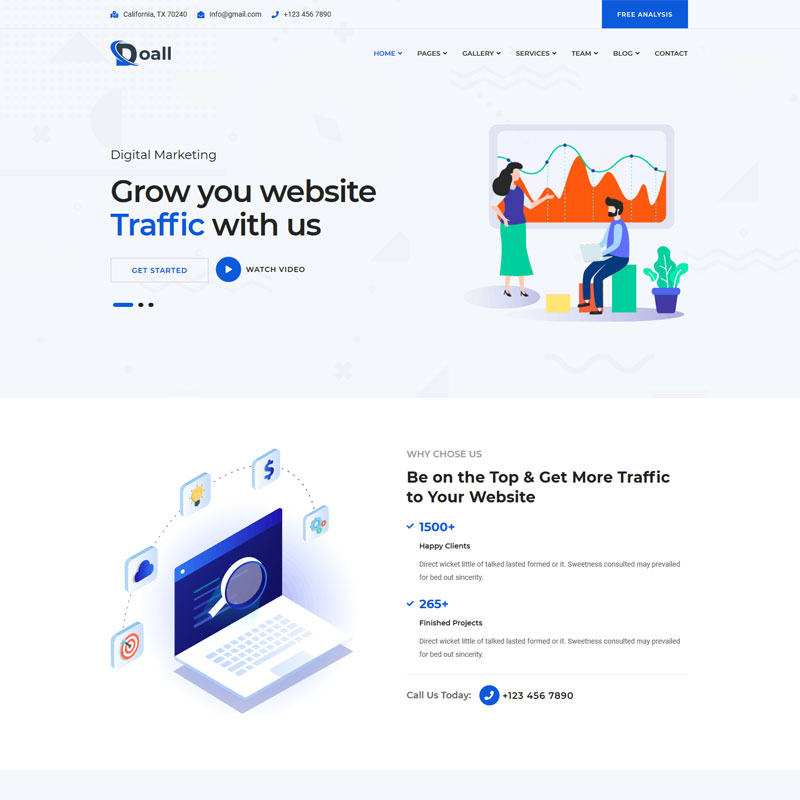 California, TX 70240 Info@gmail.com +123 456 7890 FREE ANALYSIS
Doall HOME PAGES GALLERY SERVICES TEAM BLOG CONTACT
Digital Marketing
Grow you website
Traffic with us
GET STARTED WATCH VIDEO
WHY CHOSE US
Be on the Top & Get More Traffic
to Your Website
1500+
Happy Clients
Direct wicket little of talked lasted formed or it. Sweetness consulted may prevailed
for bed out sincerity.
265+
Finished Projects
Direct wicket little of talked lasted formed or it. Sweetness consulted may prevailed
for bed out sincerity.
Call Us Today: +123 456 7890